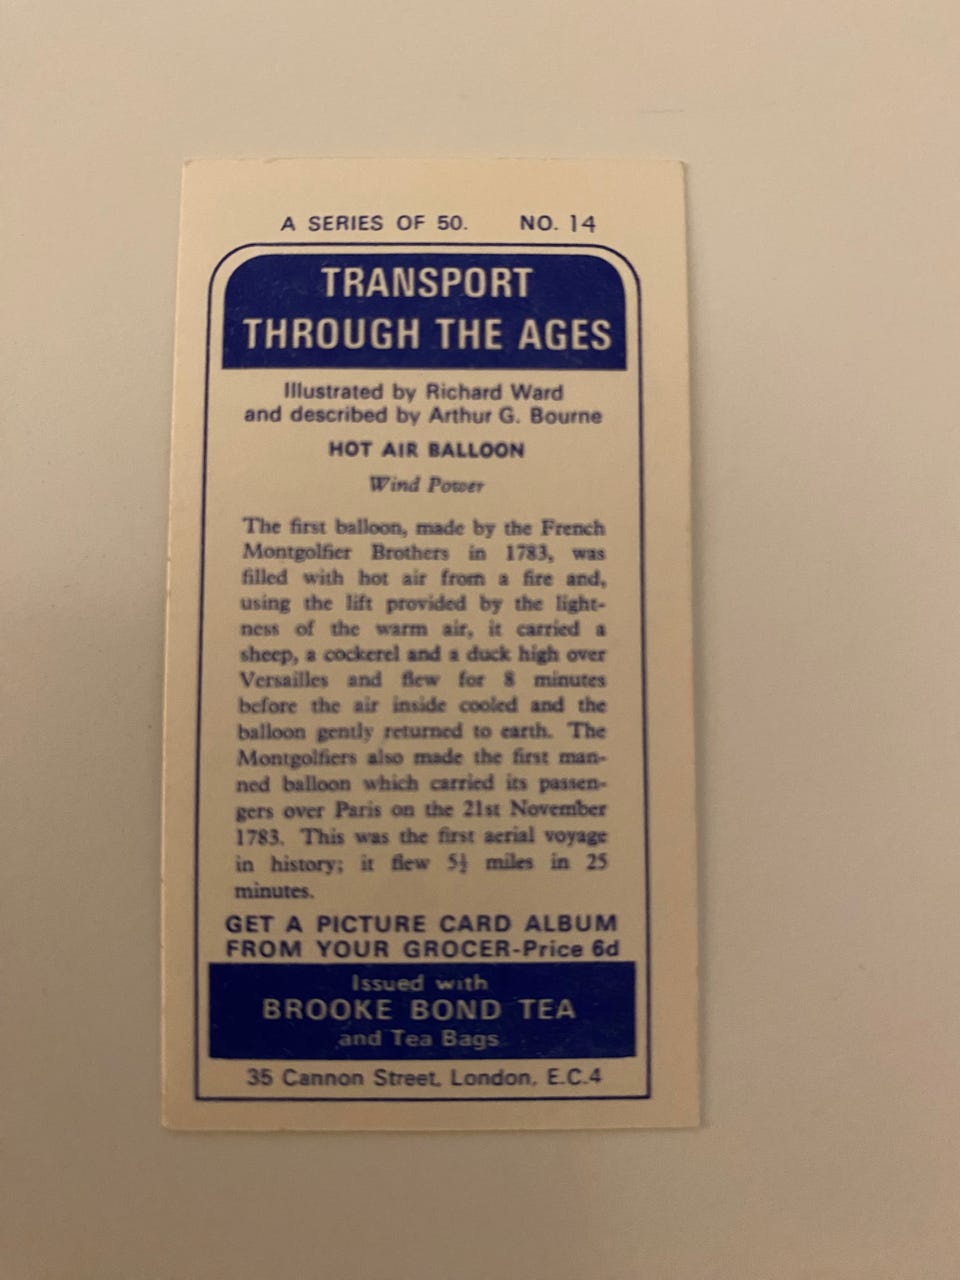 A SERIES OF 50. NO. 14
TRANSPORT
THROUGH THE AGES
Illustrated by Richard Ward
and described by Arthur G. Bourne
HOT AIR BALLOON
Wind Power
The first balloon, made by the French
Montgolfier Brothers in 1783, was
filled with hot air from a fire and,
using the lift provided by the light-
ness of the warm air, it carried a
sheep, a cockerel and a duck high over
Versailles and flew for 8 minutes
before the air inside cooled and the
balloon gently returned to earth. The
Montgolfiers also made the first man-
ned balloon which carried its passen-
gers over Paris on the 21st November
1783. This was the first aerial voyage
in history; it flew 5½ miles in 25
minutes.
GET A PICTURE CARD ALBUM
FROM YOUR GROCER-Price 6d
Issued with
BROOKE BOND TEA
and Tea Bags
35 Cannon Street, London, E.C.4